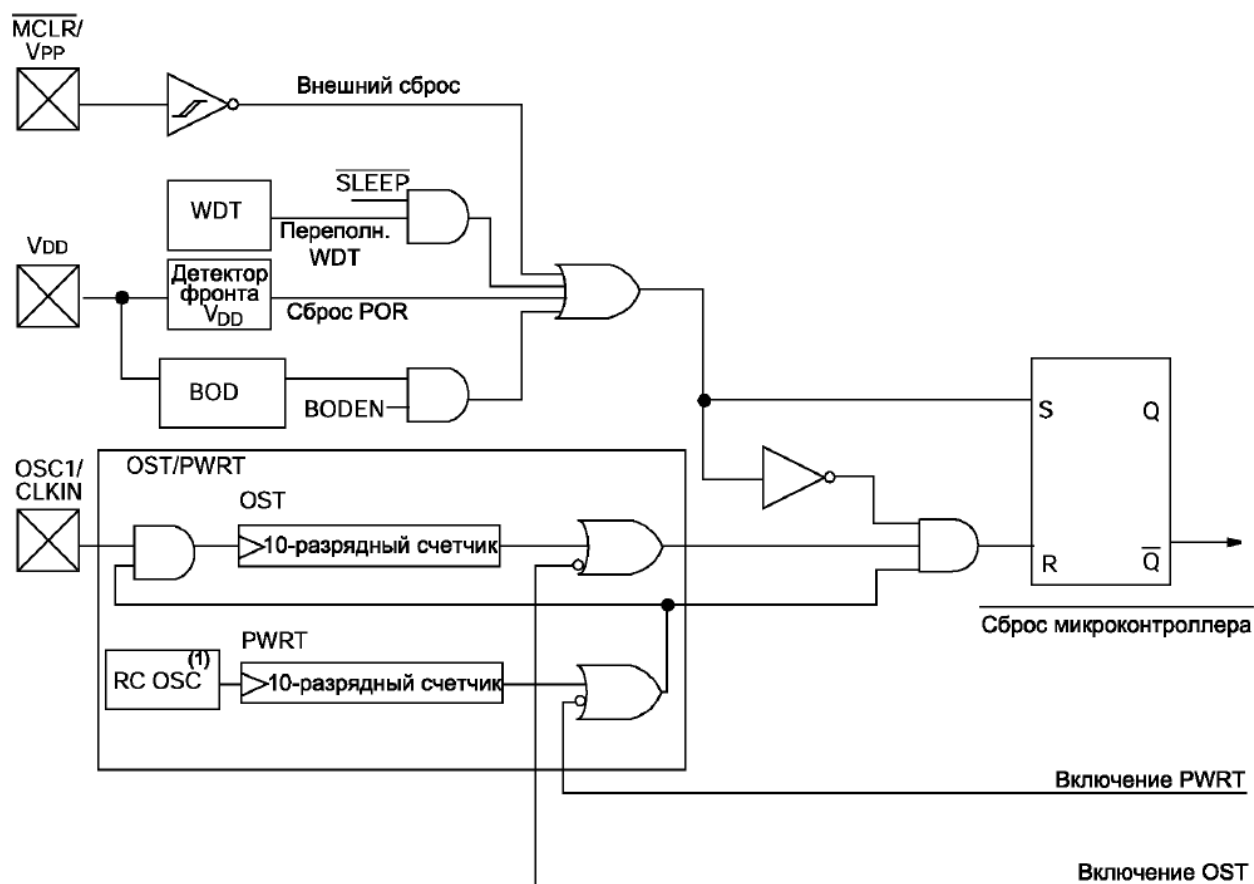 MCLR/
VPP
Внешний сброс
SLEEP
WDT
Переполн.
WDT
VDD
Детектор
фронта
VDD
Сброс POR
BOD
BODEN
S
Q
OSC1/
CLKIN
OST/PWRT
OST
10-разрядный счетчик
R
Q
Сброс микроконтроллера
PWRT
RC OSC
(1)
10-разрядный счетчик
Включение PWRT
Включение OST